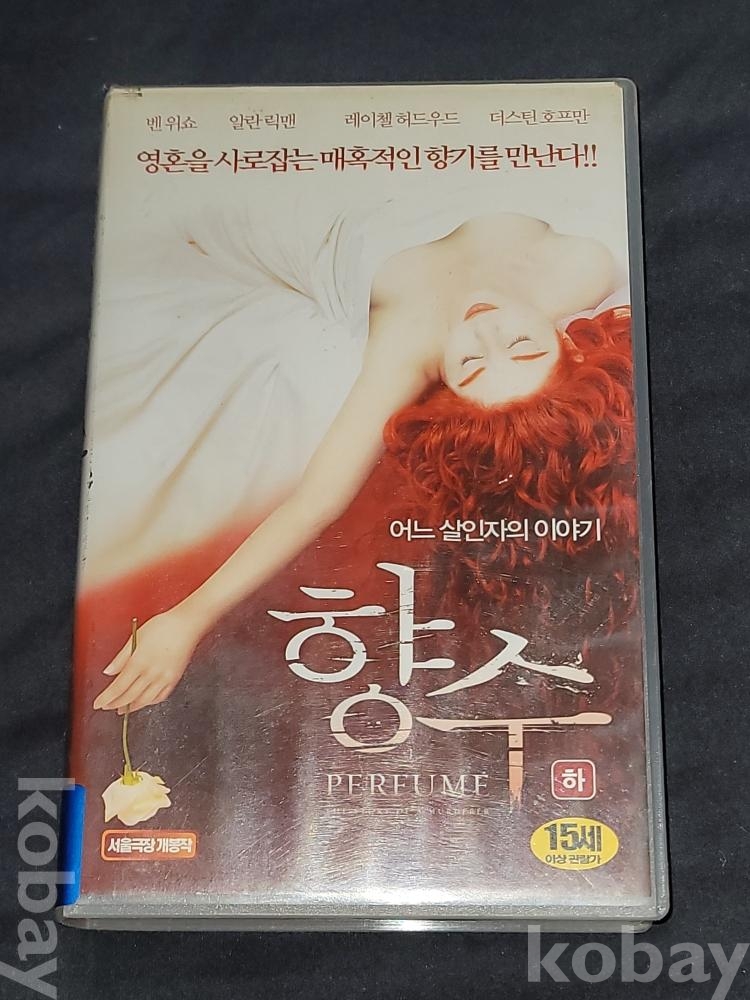 벤 위쇼 알란 릭맨 레이첼 허드우드 더스틴 호프만
영혼을 사로잡는 매혹적인 향기를 만난다!!
어느 살인자의 이야기
향수
PERFUME
하
서울극장 개봉작
15세
이상 관람가
kobay
kobay